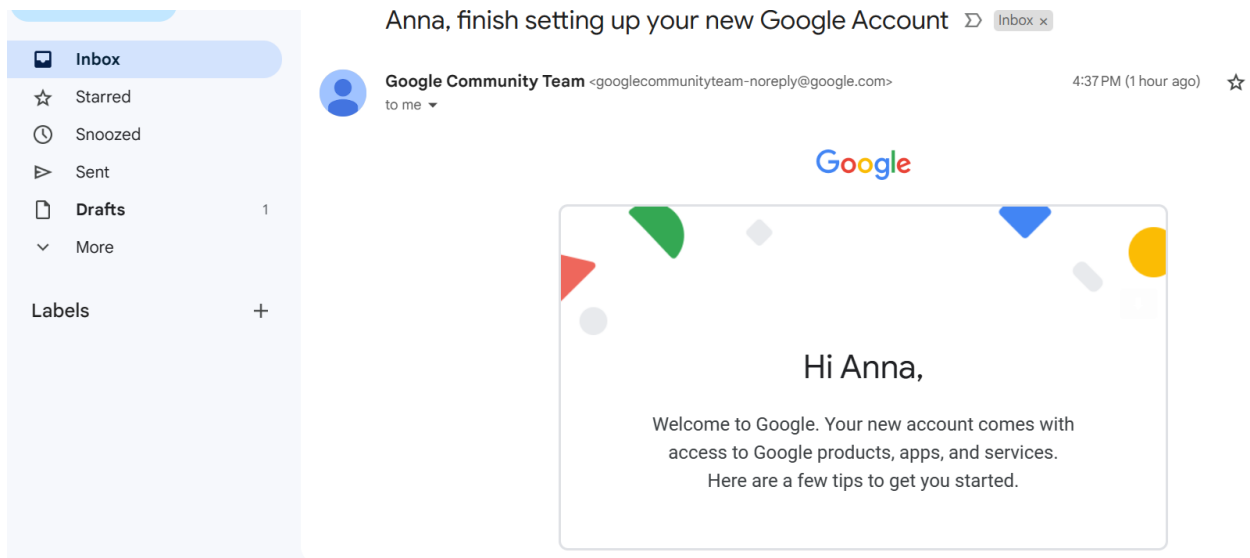 Inbox
Starred
Snoozed
Sent
Drafts 1
More
Labels
Anna, finish setting up your new Google Account Inbox ×
Google Community Team <googlecommunityteam-noreply@google.com> 4:37 PM (1 hour ago)
to me
Google
Hi Anna,
Welcome to Google. Your new account comes with
access to Google products, apps, and services.
Here are a few tips to get you started.